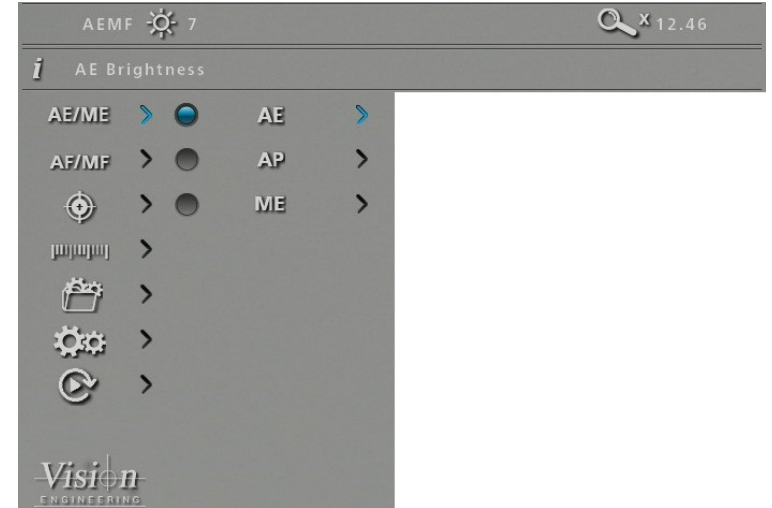 AEMF 7 X 12.46
i AE Brightness
AE/ME AE
AF/MF AP
ME
Vision
ENGINEERING